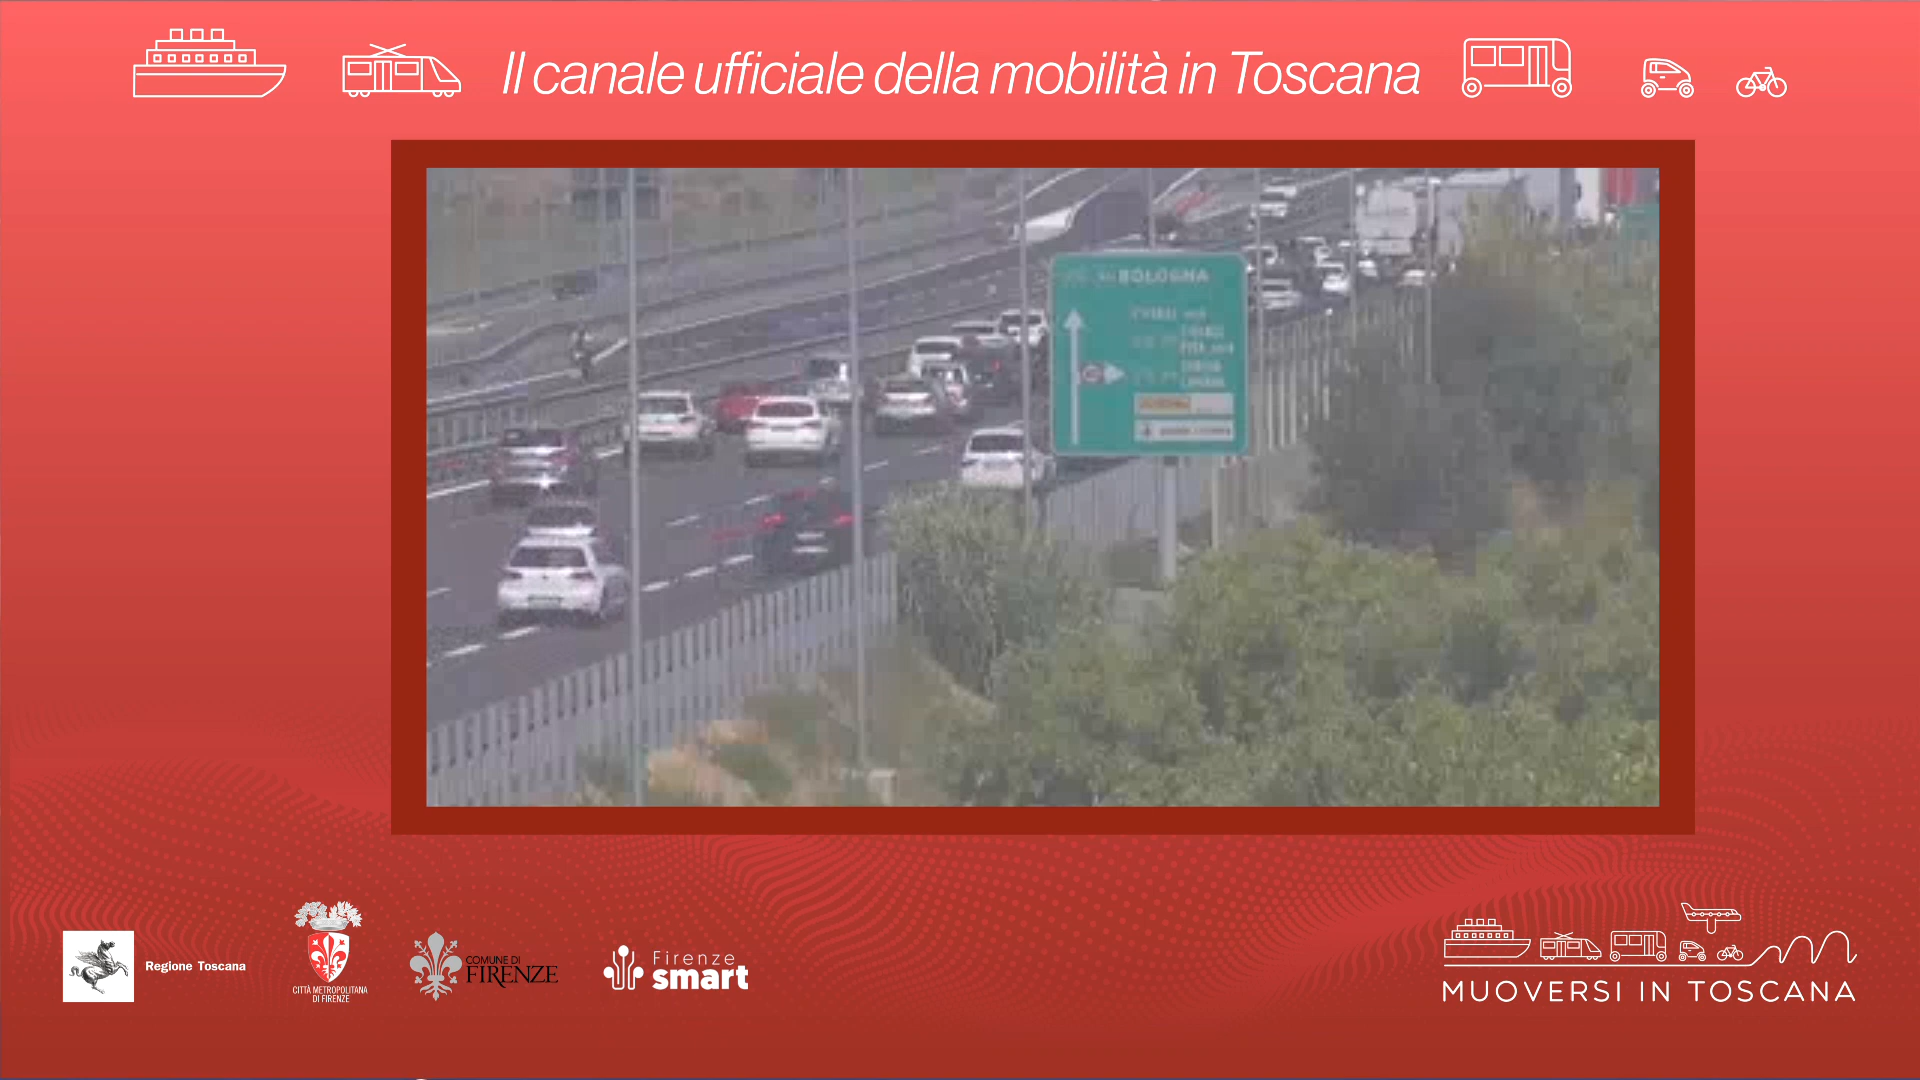 Il canale ufficiale della mobilità in Toscana
BOLOGNA
Regione Toscana
CITTÀ METROPOLITANA
DI FIRENZE
COMUNE DI
FIRENZE
Firenze
smart
MUOVERSI IN TOSCANA